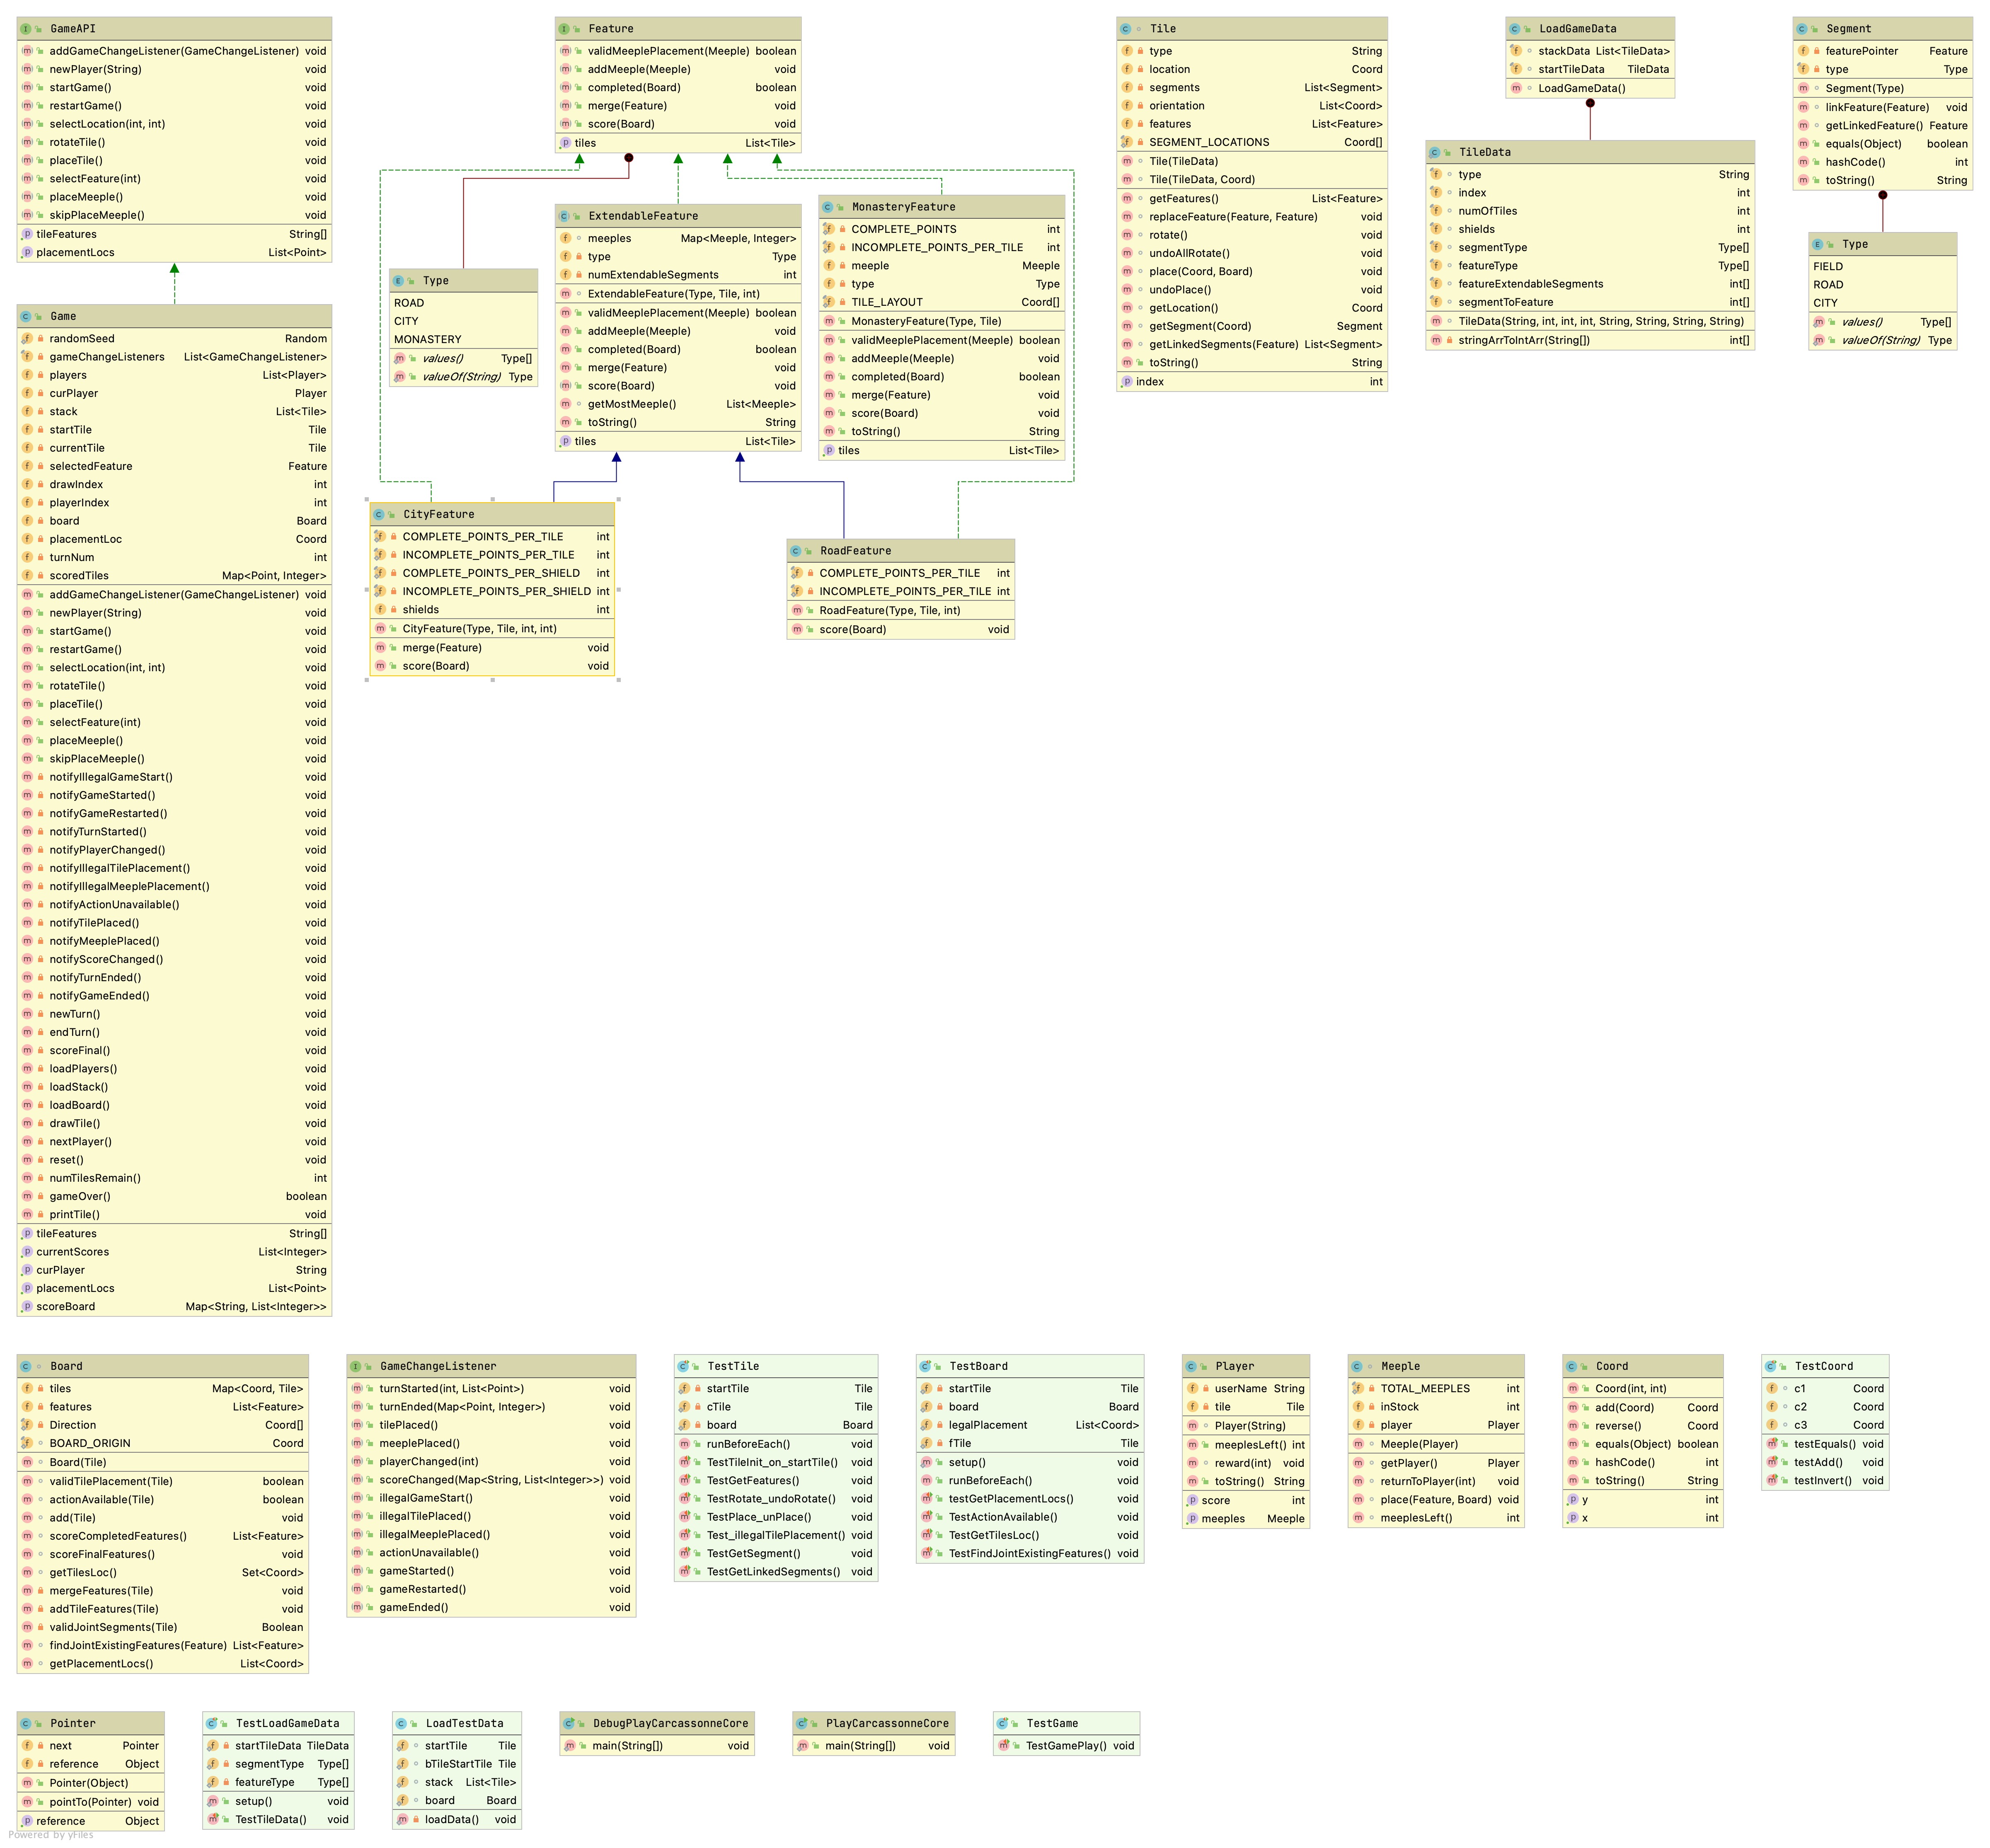 GameAPI
addGameChangeListener(GameChangeListener) void
newPlayer(String) void
startGame() void
restartGame() void
selectLocation(int, int) void
rotateTile() void
placeTile() void
selectFeature(int) void
placeMeeple() void
skipPlaceMeeple() void
tileFeatures String[]
placementLocs List<Point>
Feature
validMeeplePlacement(Meeple) boolean
addMeeple(Meeple) void
completed(Board) boolean
merge(Feature) void
score(Board) void
tiles List<Tile>
Tile
type String
location Coord
segments List<Segment>
orientation List<Coord>
features List<Feature>
SEGMENT_LOCATIONS Coord[]
Tile(TileData)
Tile(TileData, Coord)
getFeatures() List<Feature>
replaceFeature(Feature, Feature) void
rotate() void
undoAllRotate() void
place(Coord, Board) void
undoPlace() void
getLocation() Coord
getSegment(Coord) Segment
getLinkedSegments(Feature) List<Segment>
toString() String
index int
LoadGameData
stackData List<TileData>
startTileData TileData
LoadGameData()
TileData
type String
index int
numOfTiles int
shields int
segmentType Type[]
featureType Type[]
featureExtendableSegments int[]
segmentToFeature int[]
TileData(String, int, int, int, String, String, String, String)
stringArrToIntArr(String[]) int[]
Segment
featurePointer Feature
type Type
Segment(Type)
linkFeature(Feature) void
getLinkedFeature() Feature
equals(Object) boolean
hashCode() int
toString() String
Type
FIELD
ROAD
CITY
values() Type[]
valueOf(String) Type
Type
ROAD
CITY
MONASTERY
values() Type[]
valueOf(String) Type
ExtendableFeature
meeples Map<Meeple, Integer>
type Type
numExtendableSegments int
ExtendableFeature(Type, Tile, int)
validMeeplePlacement(Meeple) boolean
addMeeple(Meeple) void
completed(Board) boolean
merge(Feature) void
score(Board) void
getMostMeeple() List<Meeple>
toString() String
tiles List<Tile>
MonasteryFeature
COMPLETE_POINTS int
INCOMPLETE_POINTS_PER_TILE int
meeple Meeple
type Type
TILE_LAYOUT Coord[]
MonasteryFeature(Type, Tile)
validMeeplePlacement(Meeple) boolean
addMeeple(Meeple) void
completed(Board) boolean
merge(Feature) void
score(Board) void
toString() String
tiles List<Tile>
CityFeature
COMPLETE_POINTS_PER_TILE int
INCOMPLETE_POINTS_PER_TILE int
COMPLETE_POINTS_PER_SHIELD int
INCOMPLETE_POINTS_PER_SHIELD int
shields int
CityFeature(Type, Tile, int, int)
merge(Feature) void
score(Board) void
RoadFeature
COMPLETE_POINTS_PER_TILE int
INCOMPLETE_POINTS_PER_TILE int
RoadFeature(Type, Tile, int)
score(Board) void
Game
randomSeed Random
gameChangeListeners List<GameChangeListener>
players List<Player>
curPlayer Player
stack List<Tile>
startTile Tile
currentTile Tile
selectedFeature Feature
drawIndex int
playerIndex int
board Board
placementLoc Coord
turnNum int
scoredTiles Map<Point, Integer>
addGameChangeListener(GameChangeListener) void
newPlayer(String) void
startGame() void
restartGame() void
selectLocation(int, int) void
rotateTile() void
placeTile() void
selectFeature(int) void
placeMeeple() void
skipPlaceMeeple() void
notifyIllegalGameStart() void
notifyGameStarted() void
notifyGameRestarted() void
notifyTurnStarted() void
notifyPlayerChanged() void
notifyIllegalTilePlacement() void
notifyIllegalMeeplePlacement() void
notifyActionUnavailable() void
notifyTilePlaced() void
notifyMeeplePlaced() void
notifyScoreChanged() void
notifyTurnEnded() void
notifyGameEnded() void
newTurn() void
endTurn() void
scoreFinal() void
loadPlayers() void
loadStack() void
loadBoard() void
drawTile() void
nextPlayer() void
reset() void
numTilesRemain() int
gameOver() boolean
printTile() void
tileFeatures String[]
currentScores List<Integer>
curPlayer String
placementLocs List<Point>
scoreBoard Map<String, List<Integer>>
Board
tiles Map<Coord, Tile>
features List<Feature>
Direction Coord[]
BOARD_ORIGIN Coord
Board(Tile)
validTilePlacement(Tile) boolean
actionAvailable(Tile) boolean
add(Tile) void
scoreCompletedFeatures() List<Feature>
scoreFinalFeatures() void
getTilesLoc() Set<Coord>
mergeFeatures(Tile) void
addTileFeatures(Tile) void
validJointSegments(Tile) Boolean
findJointExistingFeatures(Feature) List<Feature>
getPlacementLocs() List<Coord>
GameChangeListener
turnStarted(int, List<Point>) void
turnEnded(Map<Point, Integer>) void
tilePlaced() void
meeplePlaced() void
playerChanged(int) void
scoreChanged(Map<String, List<Integer>>) void
illegalGameStart() void
illegalTilePlaced() void
illegalMeeplePlaced() void
actionUnavailable() void
gameStarted() void
gameRestarted() void
gameEnded() void
TestTile
startTile Tile
cTile Tile
board Board
runBeforeEach() void
TestTileInit_on_startTile() void
TestGetFeatures() void
TestRotate_undoRotate() void
TestPlace_unPlace() void
Test_illegalTilePlacement() void
TestGetSegment() void
TestGetLinkedSegments() void
TestBoard
startTile Tile
board Board
legalPlacement List<Coord>
fTile Tile
setup() void
runBeforeEach() void
testGetPlacementLocs() void
TestActionAvailable() void
TestGetTilesLoc() void
TestFindJointExistingFeatures() void
Player
userName String
tile Tile
Player(String)
meeplesLeft() int
reward(int) void
toString() String
score int
meeples Meeple
Meeple
TOTAL_MEEPLES int
inStock int
player Player
Meeple(Player)
getPlayer() Player
returnToPlayer(int) void
place(Feature, Board) void
meeplesLeft() int
Coord
Coord(int, int)
add(Coord) Coord
reverse() Coord
equals(Object) boolean
hashCode() int
toString() String
y int
x int
TestCoord
c1 Coord
c2 Coord
c3 Coord
testEquals() void
testAdd() void
testInvert() void
Pointer
next Pointer
reference Object
Pointer(Object)
pointTo(Pointer) void
reference Object
TestLoadGameData
startTileData TileData
segmentType Type[]
featureType Type[]
setup() void
TestTileData() void
LoadTestData
startTile Tile
bTileStartTile Tile
stack List<Tile>
board Board
loadData() void
DebugPlayCarcassonneCore
main(String[]) void
PlayCarcassonneCore
main(String[]) void
TestGame
TestGamePlay() void
Powered by yFiles